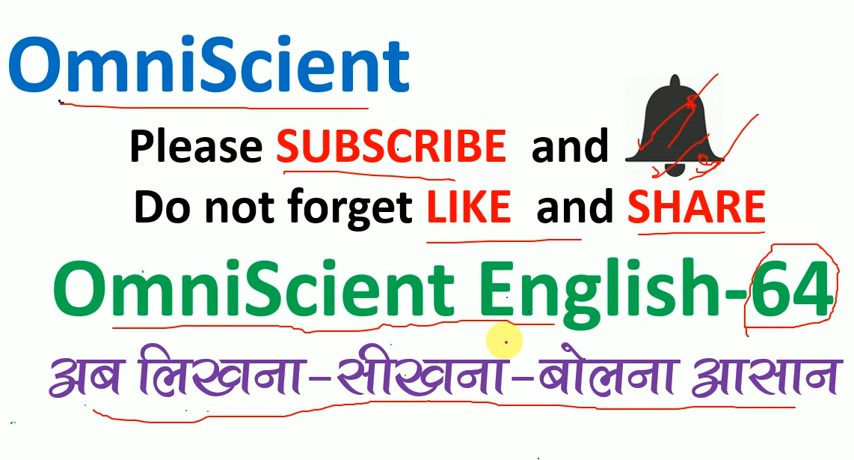 OmniScient
Please SUBSCRIBE and
Do not forget LIKE and SHARE
OmniScient English-64
अब लिखना-सीखना-बोलना आसान